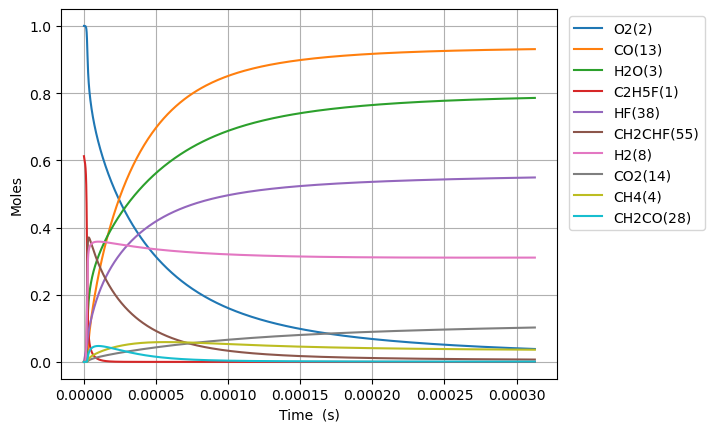 1.0
0.8
0.6
0.4
0.2
0.0
Moles
0.00000 0.00005 0.00010 0.00015 0.00020 0.00025 0.00030
Time (s)
O2(2)
CO(13)
H2O(3)
C2H5F(1)
HF(38)
CH2CHF(55)
H2(8)
CO2(14)
CH4(4)
CH2CO(28)